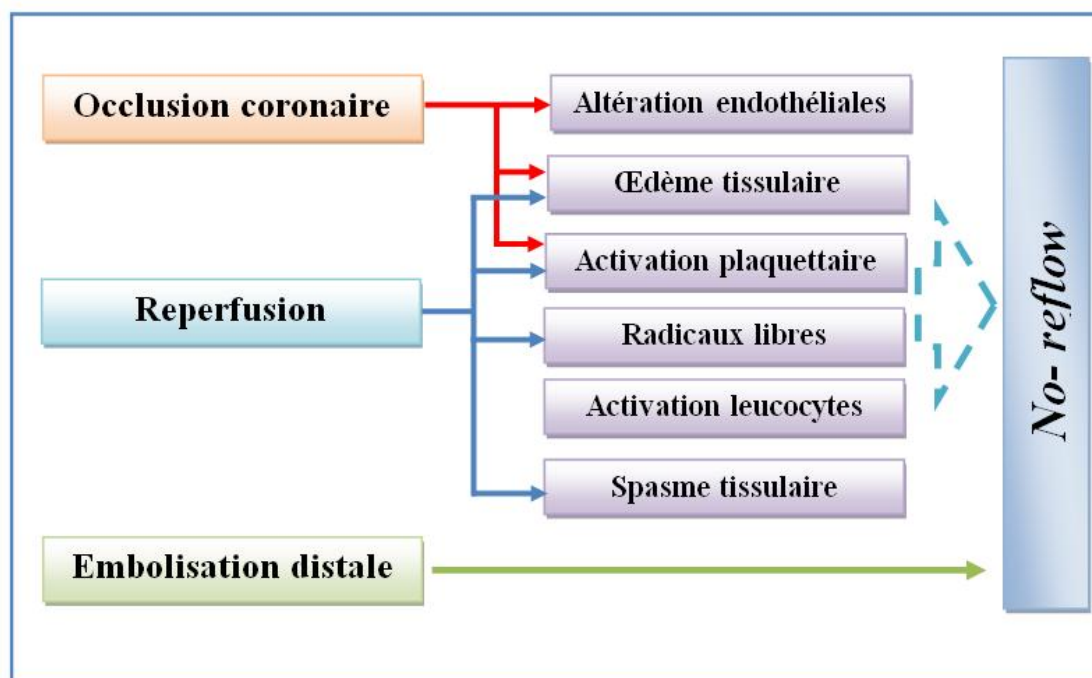 Occlusion coronaire
Altération endothéliales
Œdème tissulaire
Activation plaquettaire
Reperfusion
Radicaux libres
Activation leucocytes
Spasme tissulaire
Embolisation distale
No- reflow